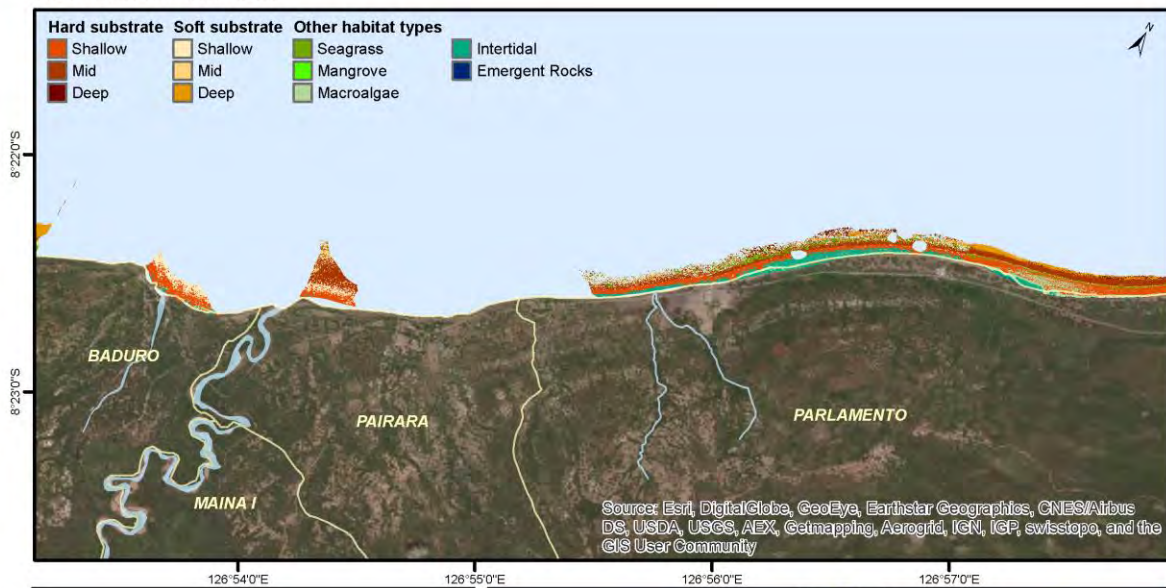 Hard substrate Soft substrate Other habitat types
Shallow Shallow Seagrass Intertidal
Mid Mid Mangrove Emergent Rocks
Deep Deep Macroalgae
N
8°22'0"S
BADURO
8°23'0"S
PAIRARA
PARLAMENTO
MAINA I
Source: Esri, DigitalGlobe, GeoEye, Earthstar Geographics, CNES/Airbus
DS, USDA, USGS, AEX, Getmapping, Aerogrid, IGN, IGP, swisstopo, and the
GIS User Community
126°54'0"E 126°55'0"E 126°56'0"E 126°57'0"E